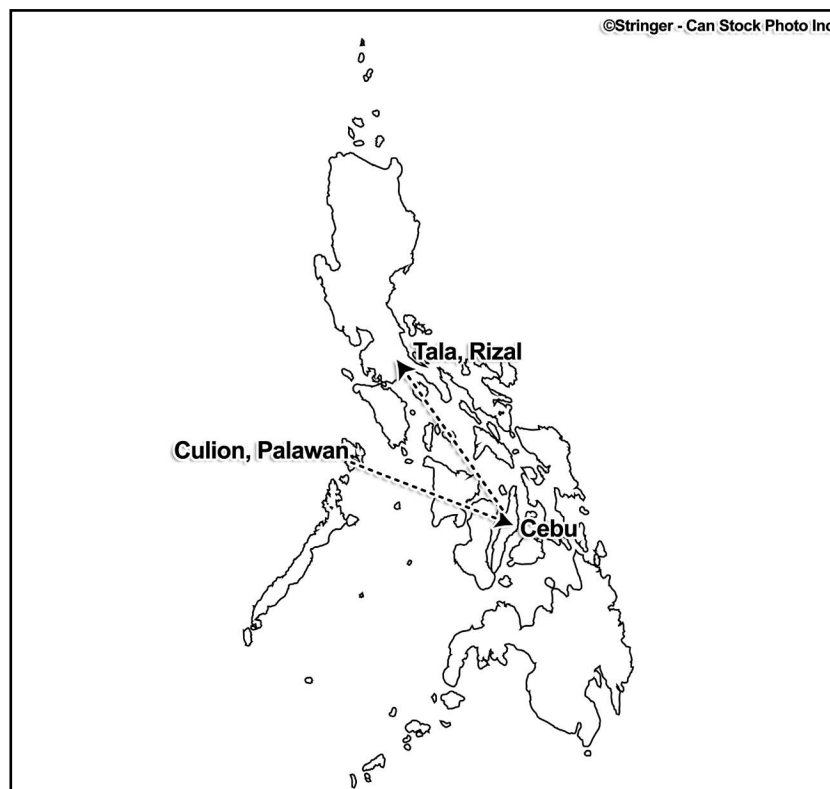 ©Stringer - Can Stock Photo Inc
Tala, Rizal
Culion, Palawan
Cebu